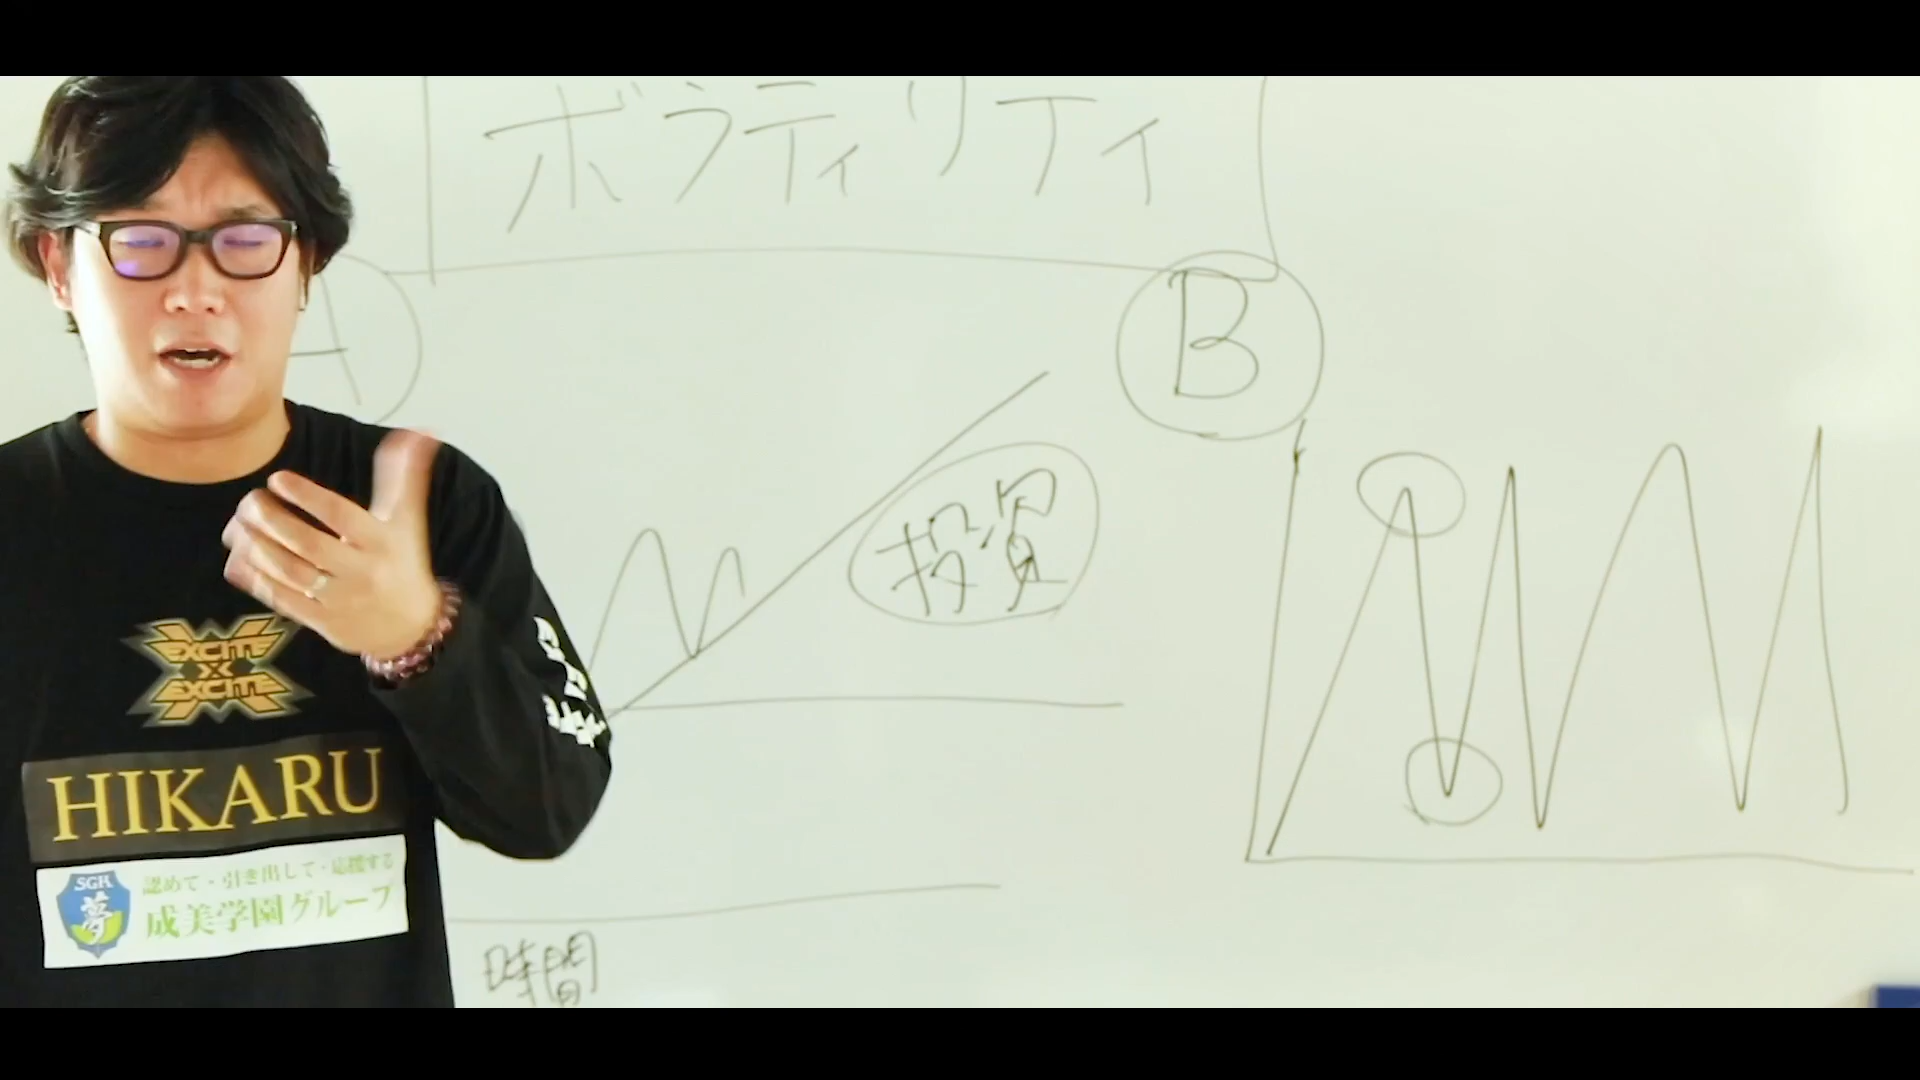 ボラティリティ
A
B
投資
時間
EXCITE
X
EXCITE
HIKARU
SGK
夢
認めて・引き出して・応援する
成美学園グループ